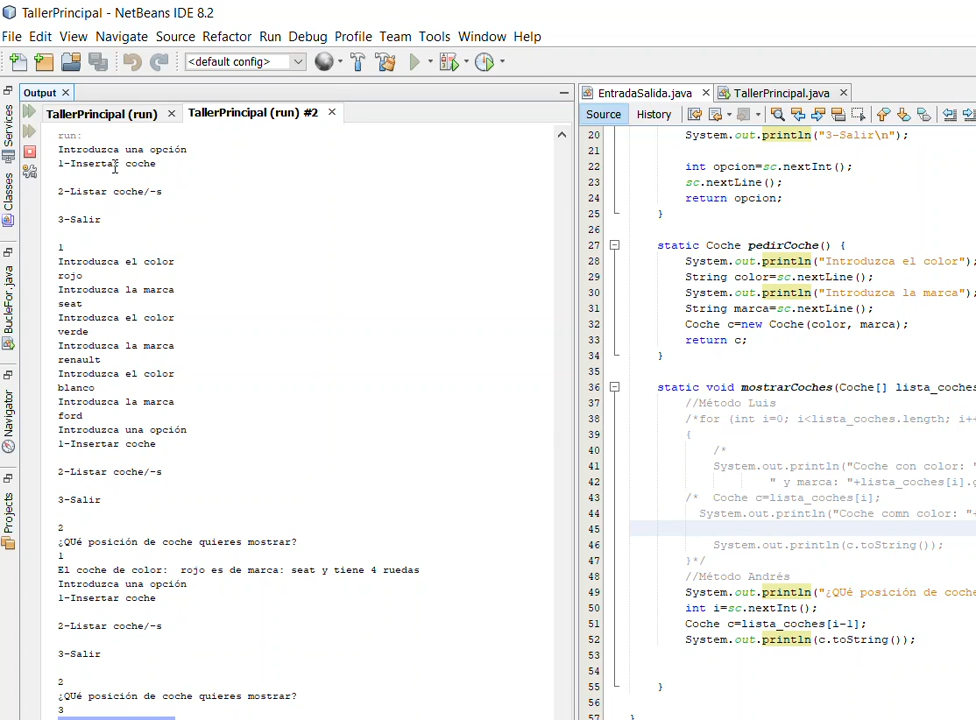 TallerPrincipal - NetBeans IDE 8.2
File Edit View Navigate Source Refactor Run Debug Profile Team Tools Window Help
<default config>
Output
TallerPrincipal (run)
TallerPrincipal (run) #2
run:
Introduzca una opción
1-Insertar coche
2-Listar coche/-s
3-Salir
1
Introduzca el color
rojo
Introduzca la marca
seat
Introduzca el color
verde
Introduzca la marca
renault
Introduzca el color
blanco
Introduzca la marca
ford
Introduzca una opción
1-Insertar coche
2-Listar coche/-s
3-Salir
2
¿QUé posición de coche quieres mostrar?
1
El coche de color:  rojo es de marca: seat y tiene 4 ruedas
Introduzca una opción
1-Insertar coche
2-Listar coche/-s
3-Salir
2
¿QUé posición de coche quieres mostrar?
3
Services
Classes
BucleFor.java
Navigator
Projects
EntradaSalida.java
TallerPrincipal.java
Source History
20 System.out.println("3-Salir\n");
21
22 int opcion=sc.nextInt();
23 sc.nextLine();
24 return opcion;
25 }
26
27 static Coche pedirCoche() {
28 System.out.println("Introduzca el color");
29 String color=sc.nextLine();
30 System.out.println("Introduzca la marca");
31 String marca=sc.nextLine();
32 Coche c=new Coche(color, marca);
33 return c;
34 }
35
36 static void mostrarCoches(Coche[] lista_coches
37 //Método Luis
38 /*for (int i=0; i<lista_coches.length; i+
39 {
40 /*
41 System.out.println("Coche con color: "
42 " y marca: "+lista_coches[i].g
43 /*  Coche c=lista_coches[i];
44 System.out.println("Coche comn color: "+
45
46 System.out.println(c.toString());
47 }*/
48 //Método Andrés
49 System.out.println("¿QUé posición de coche
50 int i=sc.nextInt();
51 Coche c=lista_coches[i-1];
52 System.out.println(c.toString());
53
54
55 }
56
57 }